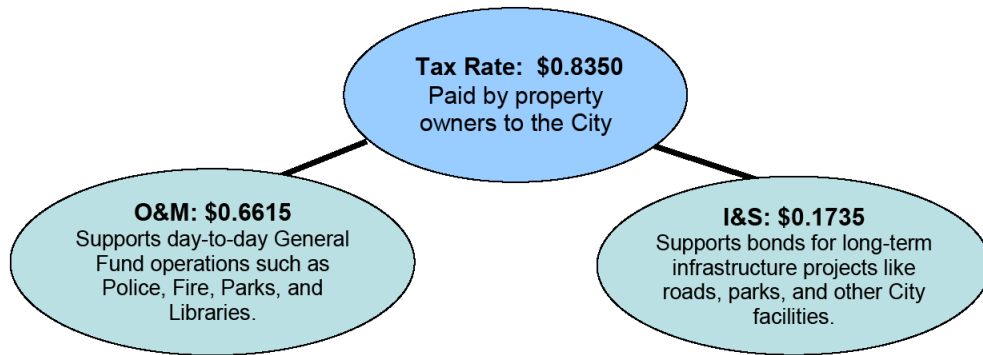 Tax Rate:  $0.8350
Paid by property
owners to the City
O&M: $0.6615
Supports day-to-day General
Fund operations such as
Police, Fire, Parks, and
Libraries.
I&S: $0.1735
Supports bonds for long-term
infrastructure projects like
roads, parks, and other City
facilities.